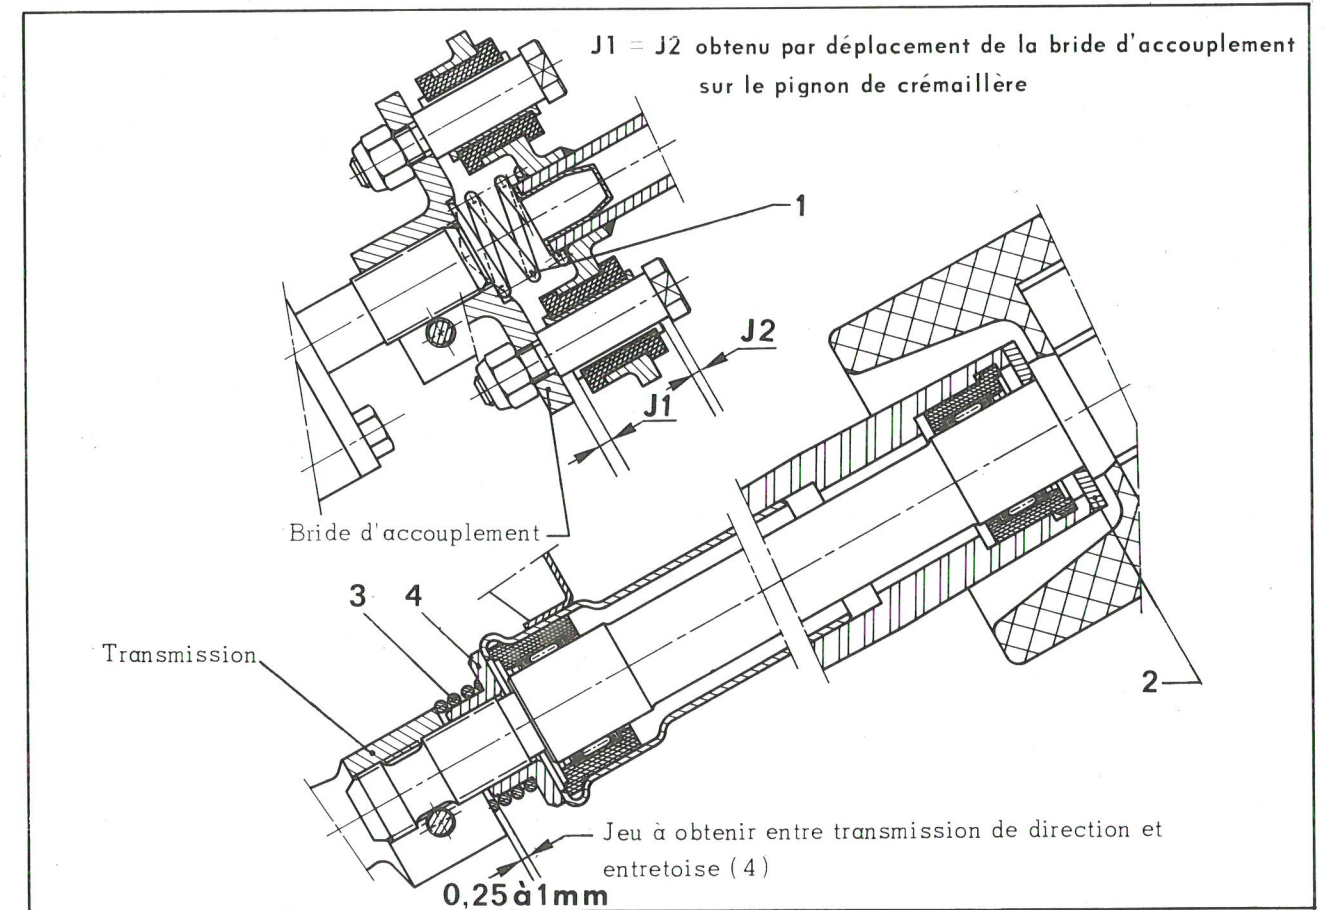 J1 = J2 obtenu par déplacement de la bride d'accouplement
sur le pignon de crémaillère
1
J2
J1
Bride d'accouplement
3 4
Transmission
2
Jeu à obtenir entre transmission de direction et
entretoise (4)
0,25 à 1mm